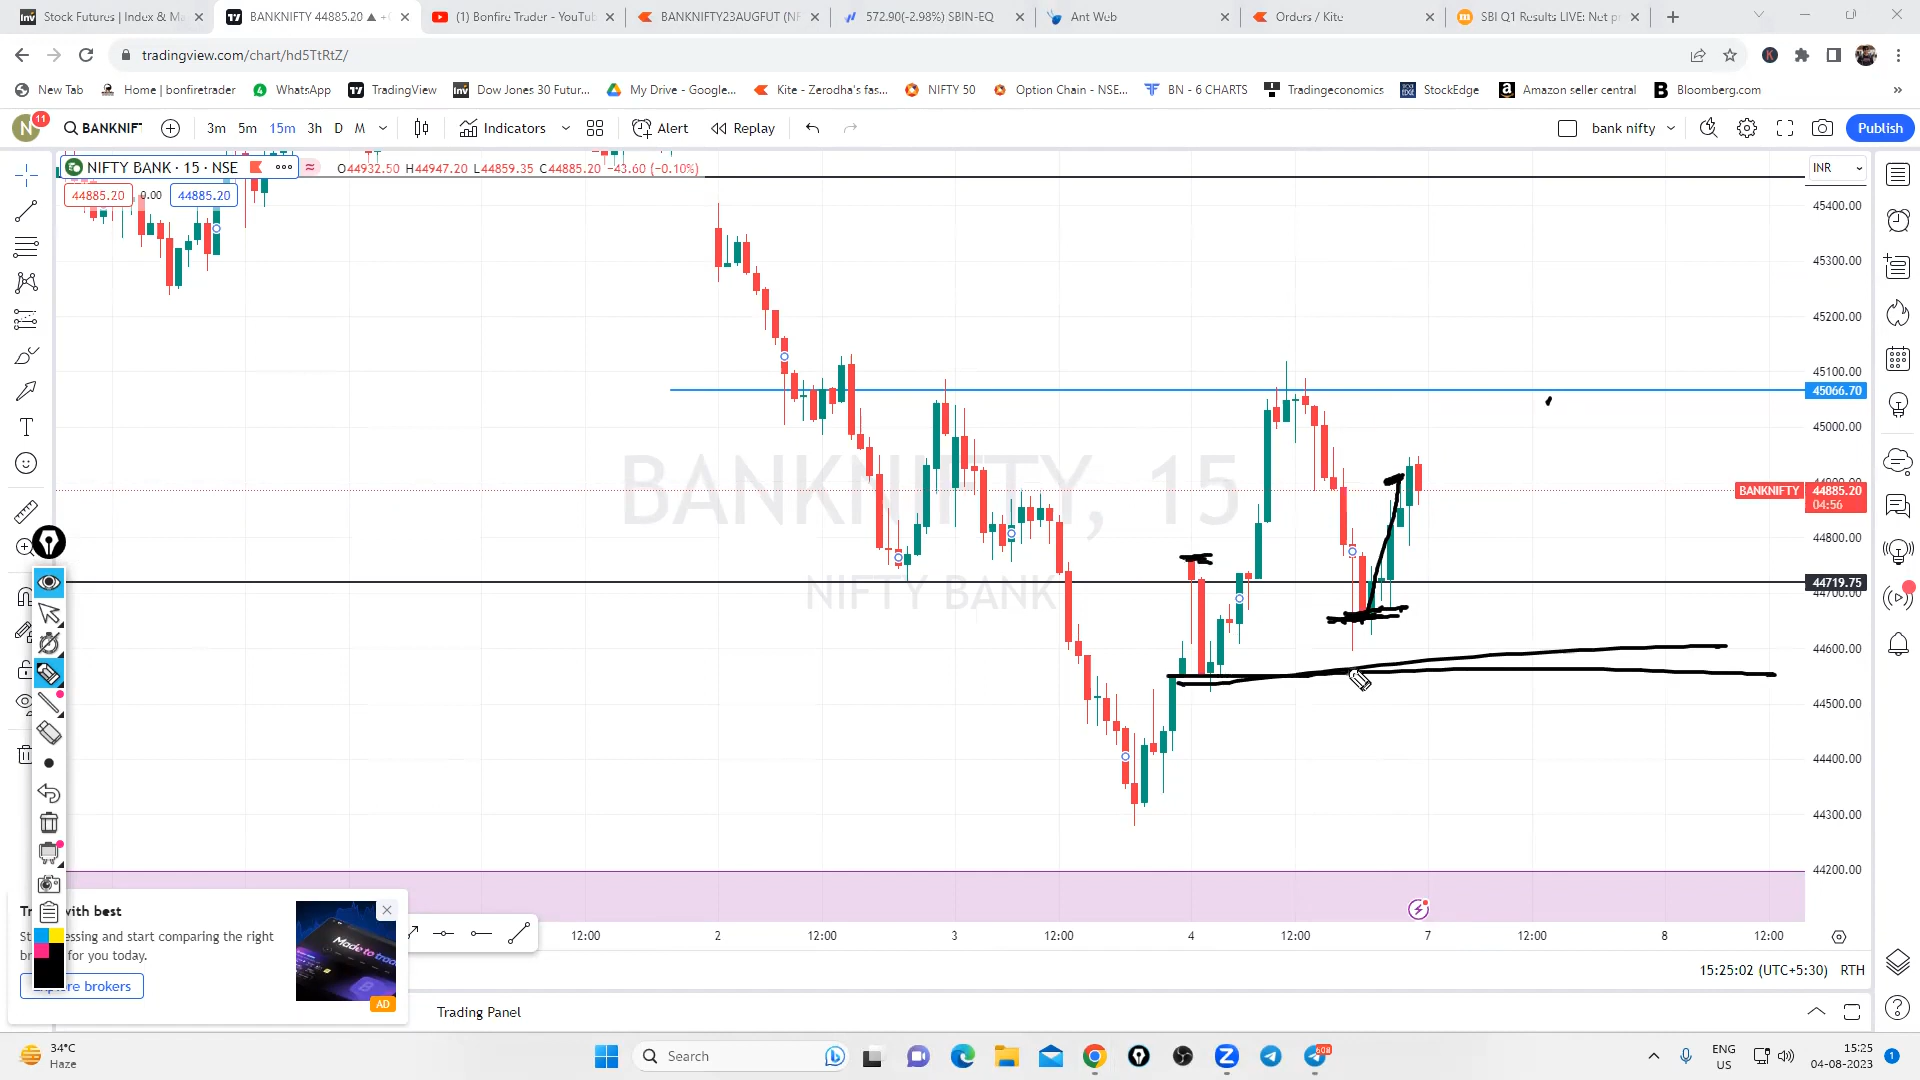 Stock Futures | Index & Ma
BANKNIFTY 44885.20 ▲ +
(1) Bonfire Trader - YouTub
BANKNIFTY23AUGFUT (NF
572.90(-2.98%) SBIN-EQ
Ant Web
Orders / Kite
SBI Q1 Results LIVE: Net p
tradingview.com/chart/hd5TtRtZ/
New Tab
Home | bonfiretrader
WhatsApp
TradingView
Dow Jones 30 Futur...
My Drive - Google...
Kite - Zerodha's fas...
NIFTY 50
Option Chain - NSE...
BN - 6 CHARTS
Tradingeconomics
StockEdge
Amazon seller central
Bloomberg.com
N
11
BANKNIF
3m 5m 15m 3h D M
Indicators
Alert
Replay
bank nifty
Publish
NIFTY BANK · 15 · NSE
O44932.50 H44947.20 L44859.35 C44885.20 −43.60 (−0.10%)
INR
44885.20 0.00 44885.20
45400.00
45300.00
45200.00
45100.00
45066.70
45000.00
BANKNIFTY, 15
NIFTY BANK
BANKNIFTY 44885.20
04:56
44800.00
44719.75
44700.00
44600.00
44500.00
44400.00
44300.00
44200.00
with best
and start comparing the right
for you today.
brokers
Made to
AD
12:00 2 12:00 3 12:00 4 12:00 7 12:00 8 12:00
15:25:02 (UTC+5:30) RTH
Trading Panel
34°C
Haze
Search
608
ENG
US
15:25
04-08-2023
1